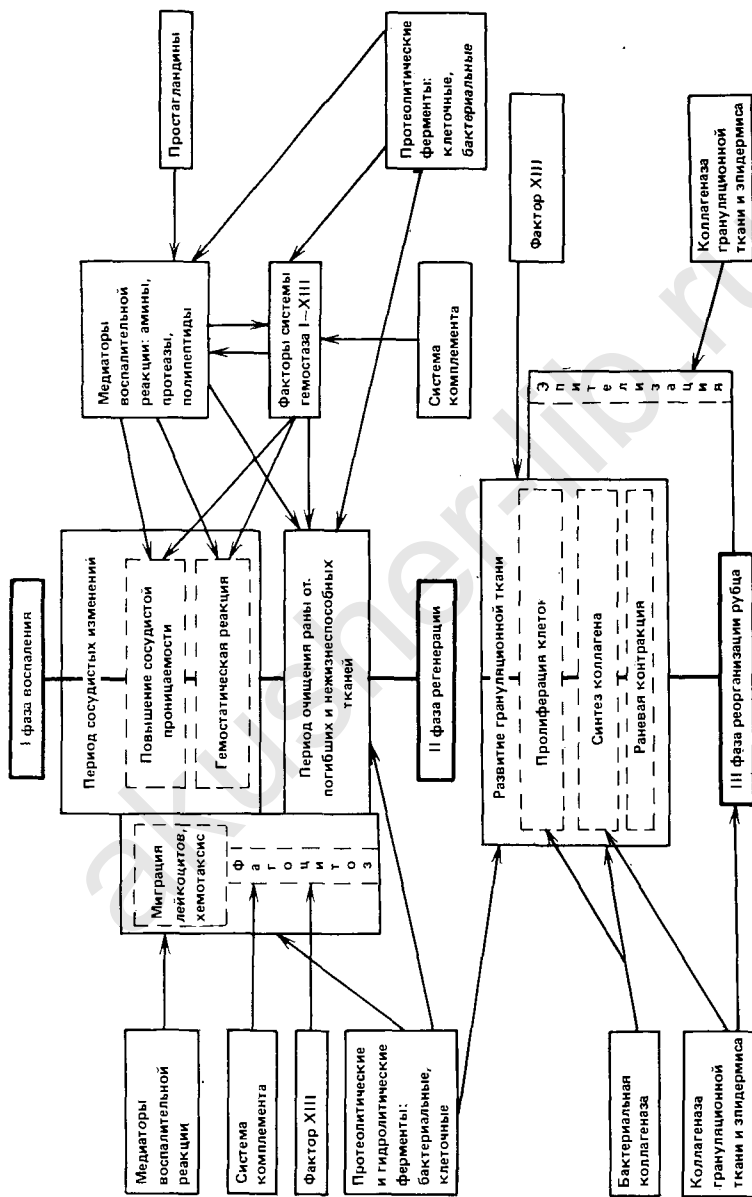 I фаза воспаления
Период сосудистых изменений
Повышение сосудистой
проницаемости
Гемостатическая реакция
Период очищения раны от.
погибших и нежизнеспособных
тканей
Миграция
лейкоцитов,
хемотаксис
Фагоцитоз
Медиаторы
воспалительной
реакции
Система
комплемента
Фактор XIII
Протеолитические
и гидролитические
ферменты:
бактериальные,
клеточные
Простагландины
Медиаторы
воспалительной
реакции: амины,
протеазы,
полипептиды
Факторы системы
гемостаза I–XIII
Система
комплемента
Протеолитические
ферменты:
клеточные,
бактериальные
II фаза регенерации
Развитие грануляционной ткани
Пролиферация клеток
Синтез коллагена
Раневая контракция
Эпителизация
Фактор XIII
Коллагеназа
грануляционной
ткани и эпидермиса
III фаза реорганизации рубца
Бактериальная
коллагеназа
Коллагеназа
грануляционной
ткани и эпидермиса
akusher-lib.ru